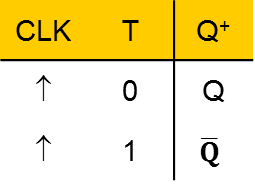 CLK T Q⁺
↑ 0 Q
↑ 1 Q̅